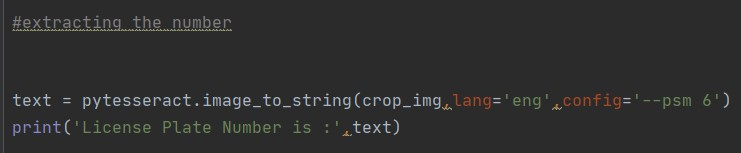 #extracting the number
text = pytesseract.image_to_string(crop_img,lang='eng',config='--psm 6')
print('License Plate Number is :',text)